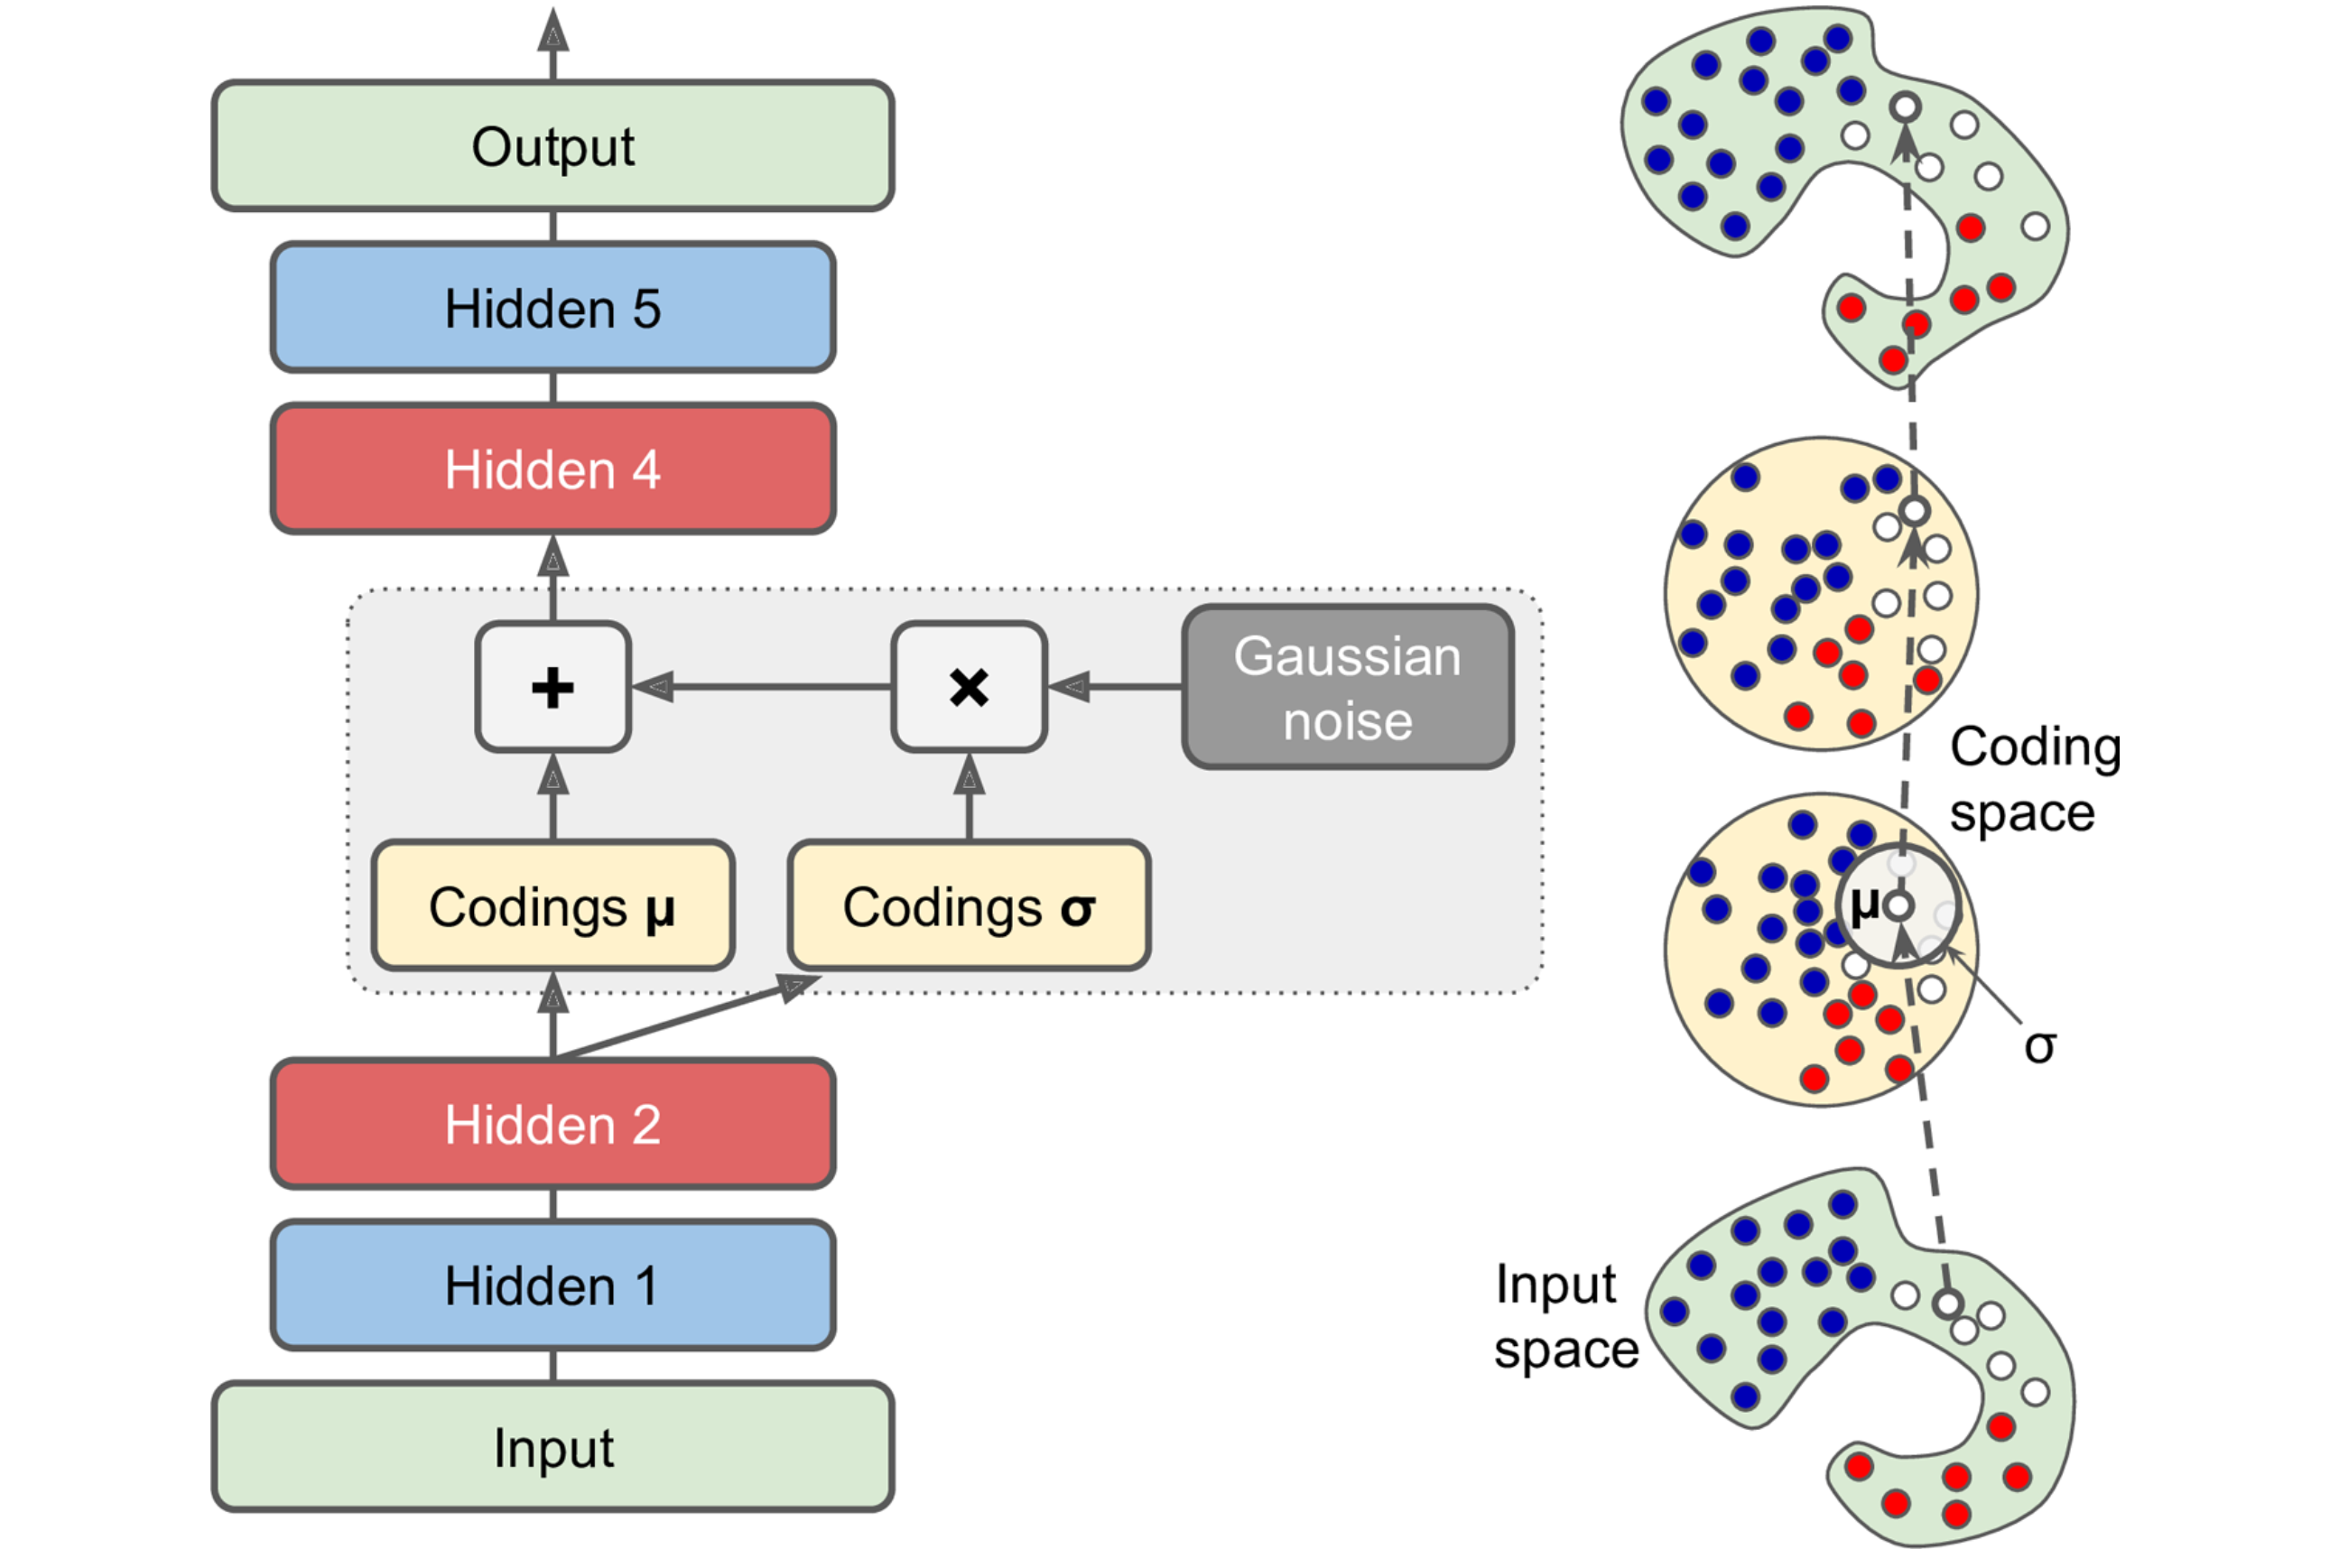 Output
Hidden 5
Hidden 4
+
×
Gaussian
noise
Codings μ
Codings σ
Hidden 2
Hidden 1
Input
Coding
space
μ
σ
Input
space